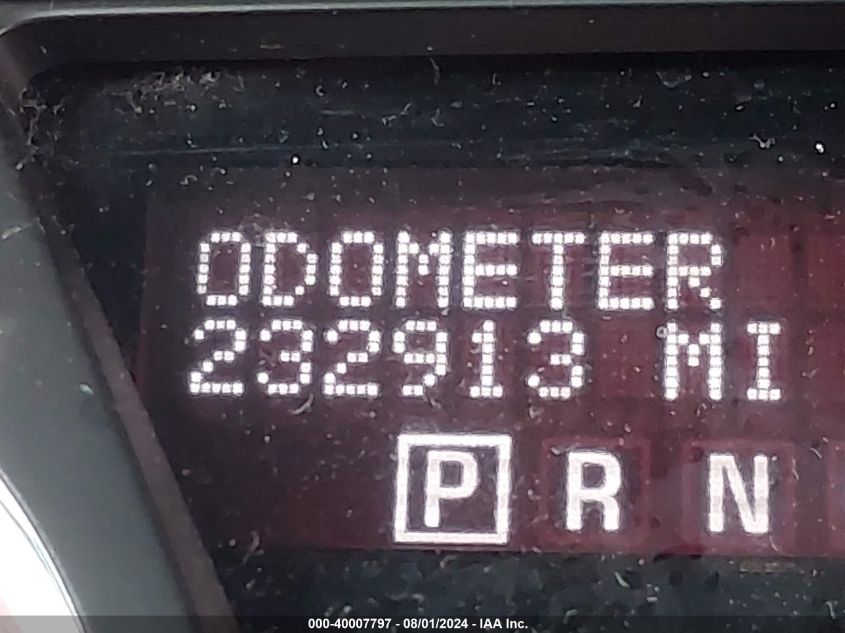 ODOMETER
232913 MI
P R N
000-40007797 - 08/01/2024 - IAA Inc.